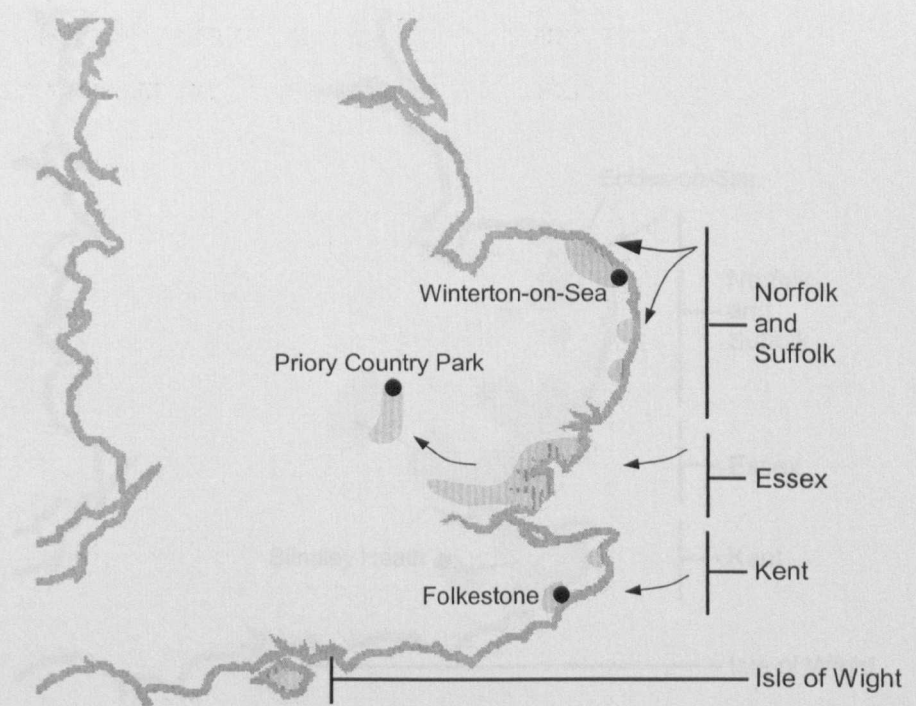 Winterton-on-Sea
Norfolk
and
Suffolk
Priory Country Park
Essex
Kent
Folkestone
Isle of Wight